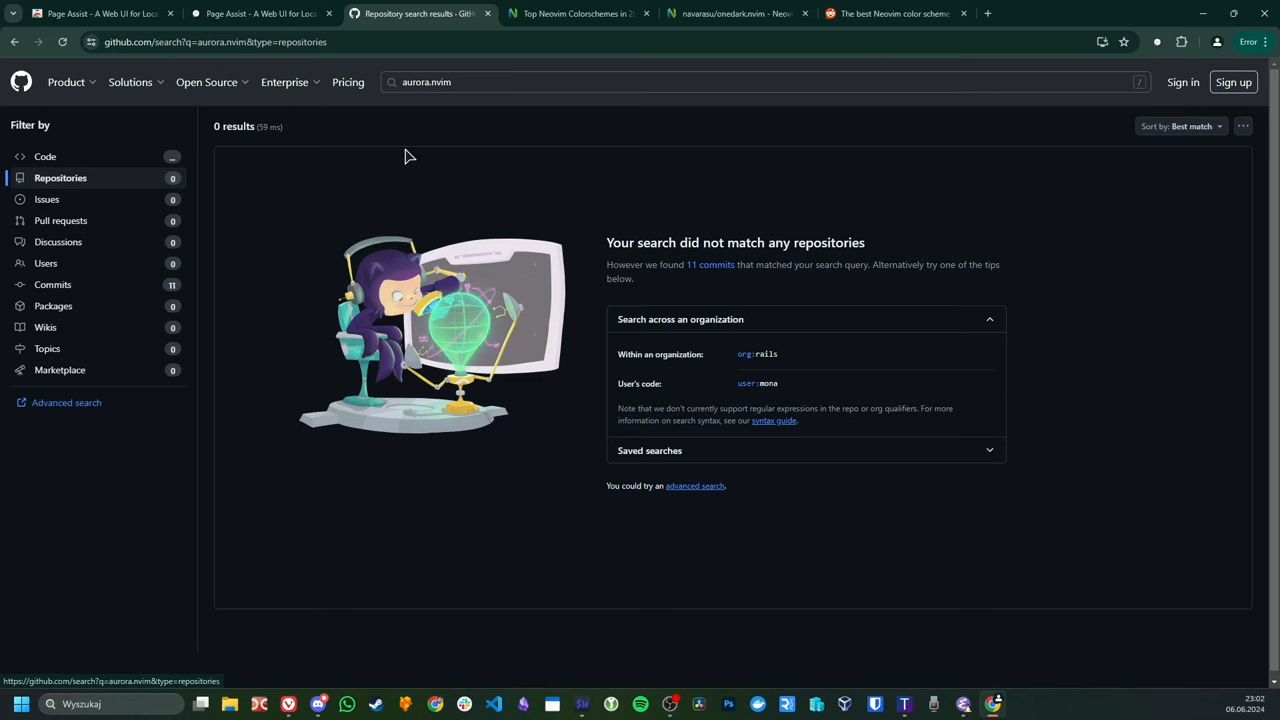 Page Assist - A Web UI for Loca
Page Assist - A Web UI for Loca
Repository search results · GitH
Top Neovim Colorschemes in 2
navarasu/onedark.nvim - Neovi
The best Neovim color scheme
github.com/search?q=aurora.nvim&type=repositories
Error
Product
Solutions
Open Source
Enterprise
Pricing
aurora.nvim
/
Sign in
Sign up
Filter by
Code
...
Repositories
0
Issues
0
Pull requests
0
Discussions
0
Users
0
Commits
11
Packages
0
Wikis
0
Topics
0
Marketplace
0
Advanced search
0 results (59 ms)
Sort by: Best match
Your search did not match any repositories
However we found 11 commits that matched your search query. Alternatively try one of the tips
below.
Search across an organization
Within an organization: org:rails
User's code: user:mona
Note that we don't currently support regular expressions in the repo or org qualifiers. For more
information on search syntax, see our syntax guide.
Saved searches
You could try an advanced search.
https://github.com/search?q=aurora.nvim&type=repositories
Wyszukaj
23:02
06.06.2024